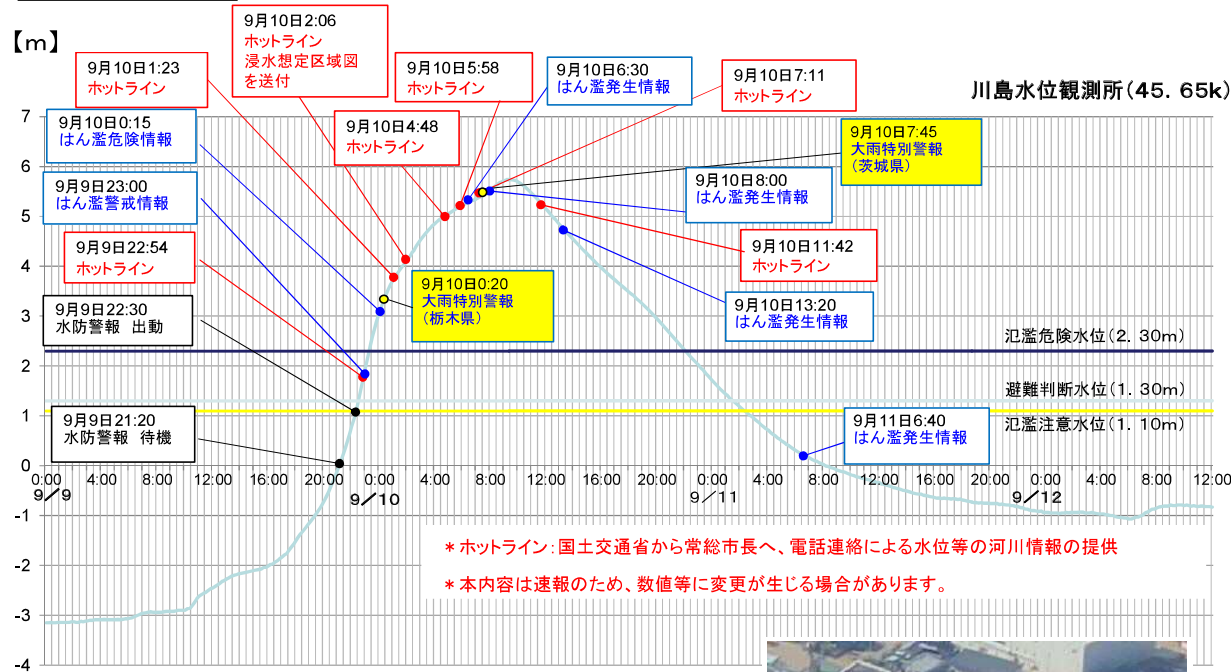 【m】
川島水位観測所(45. 65k)
9月10日2:06
ホットライン
浸水想定区域図
を送付
9月10日1:23
ホットライン
9月10日5:58
ホットライン
9月10日6:30
はん濫発生情報
9月10日7:11
ホットライン
9月10日0:15
はん濫危険情報
9月10日4:48
ホットライン
9月10日7:45
大雨特別警報
(茨城県)
9月9日23:00
はん濫警戒情報
9月10日8:00
はん濫発生情報
9月9日22:54
ホットライン
9月10日11:42
ホットライン
9月10日0:20
大雨特別警報
(栃木県)
9月9日22:30
水防警報 出動
9月10日13:20
はん濫発生情報
氾濫危険水位(2. 30m)
避難判断水位(1. 30m)
氾濫注意水位(1. 10m)
9月9日21:20
水防警報 待機
9月11日6:40
はん濫発生情報
7
6
5
4
3
2
1
0
-1
-2
-3
-4
0:00 4:00 8:00 12:00 16:00 20:00 0:00 4:00 8:00 12:00 16:00 20:00 0:00 4:00 8:00 12:00 16:00 20:00 0:00 4:00 8:00 12:00
9/9 9/10 9/11 9/12
*ホットライン:国土交通省から常総市長へ、電話連絡による水位等の河川情報の提供
*本内容は速報のため、数値等に変更が生じる場合があります。